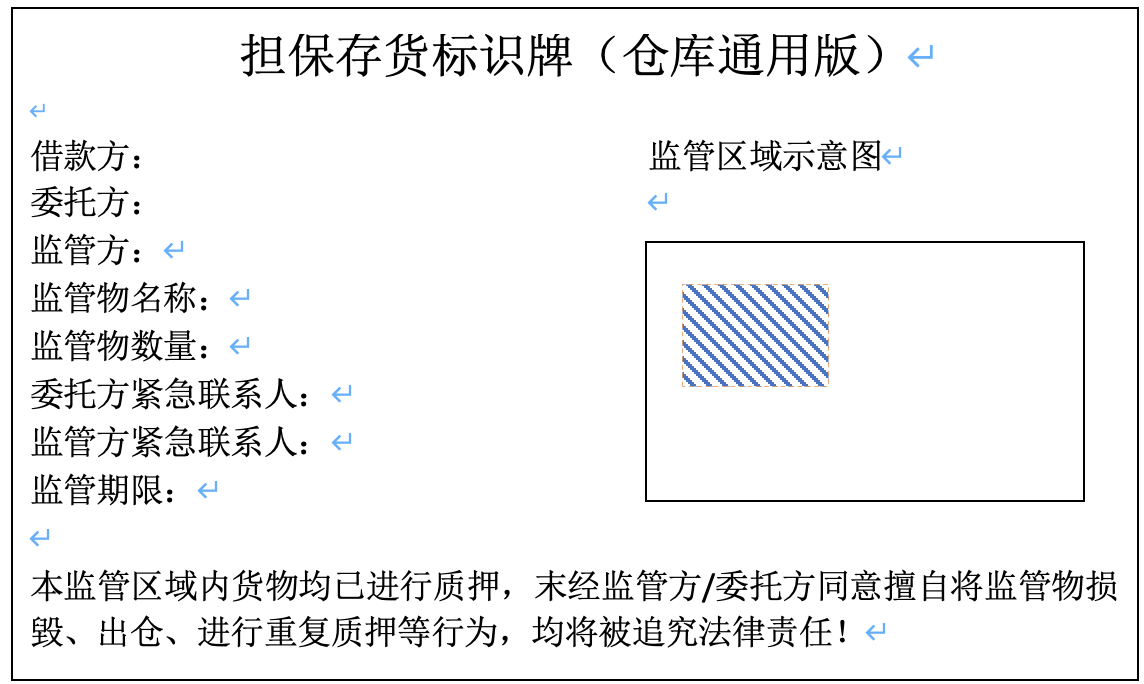 担保存货标识牌（仓库通用版）
借款方：
委托方：
监管方：
监管物名称：
监管物数量：
委托方紧急联系人：
监管方紧急联系人：
监管期限：
监管区域示意图
本监管区域内货物均已进行质押，末经监管方/委托方同意擅自将监管物损
毁、出仓、进行重复质押等行为，均将被追究法律责任！